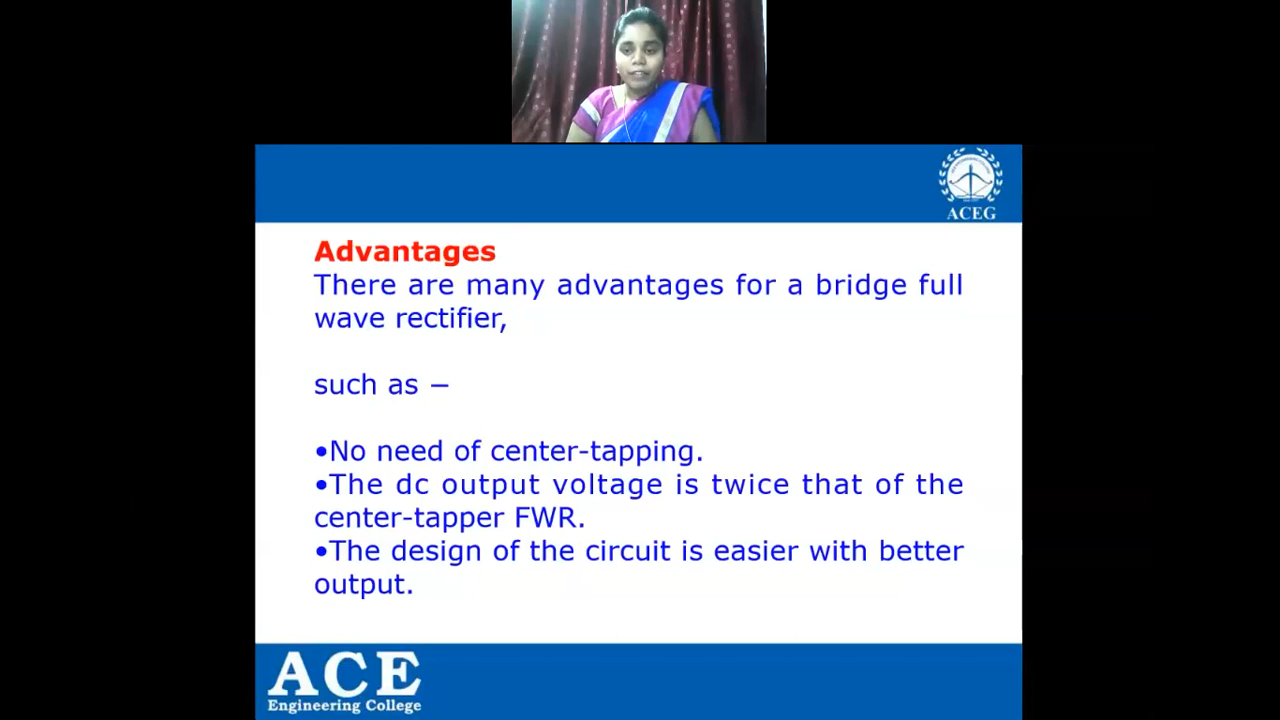 ACEG
Advantages
There are many advantages for a bridge full
wave rectifier,
such as −
•No need of center-tapping.
•The dc output voltage is twice that of the
center-tapper FWR.
•The design of the circuit is easier with better
output.
ACE
Engineering College